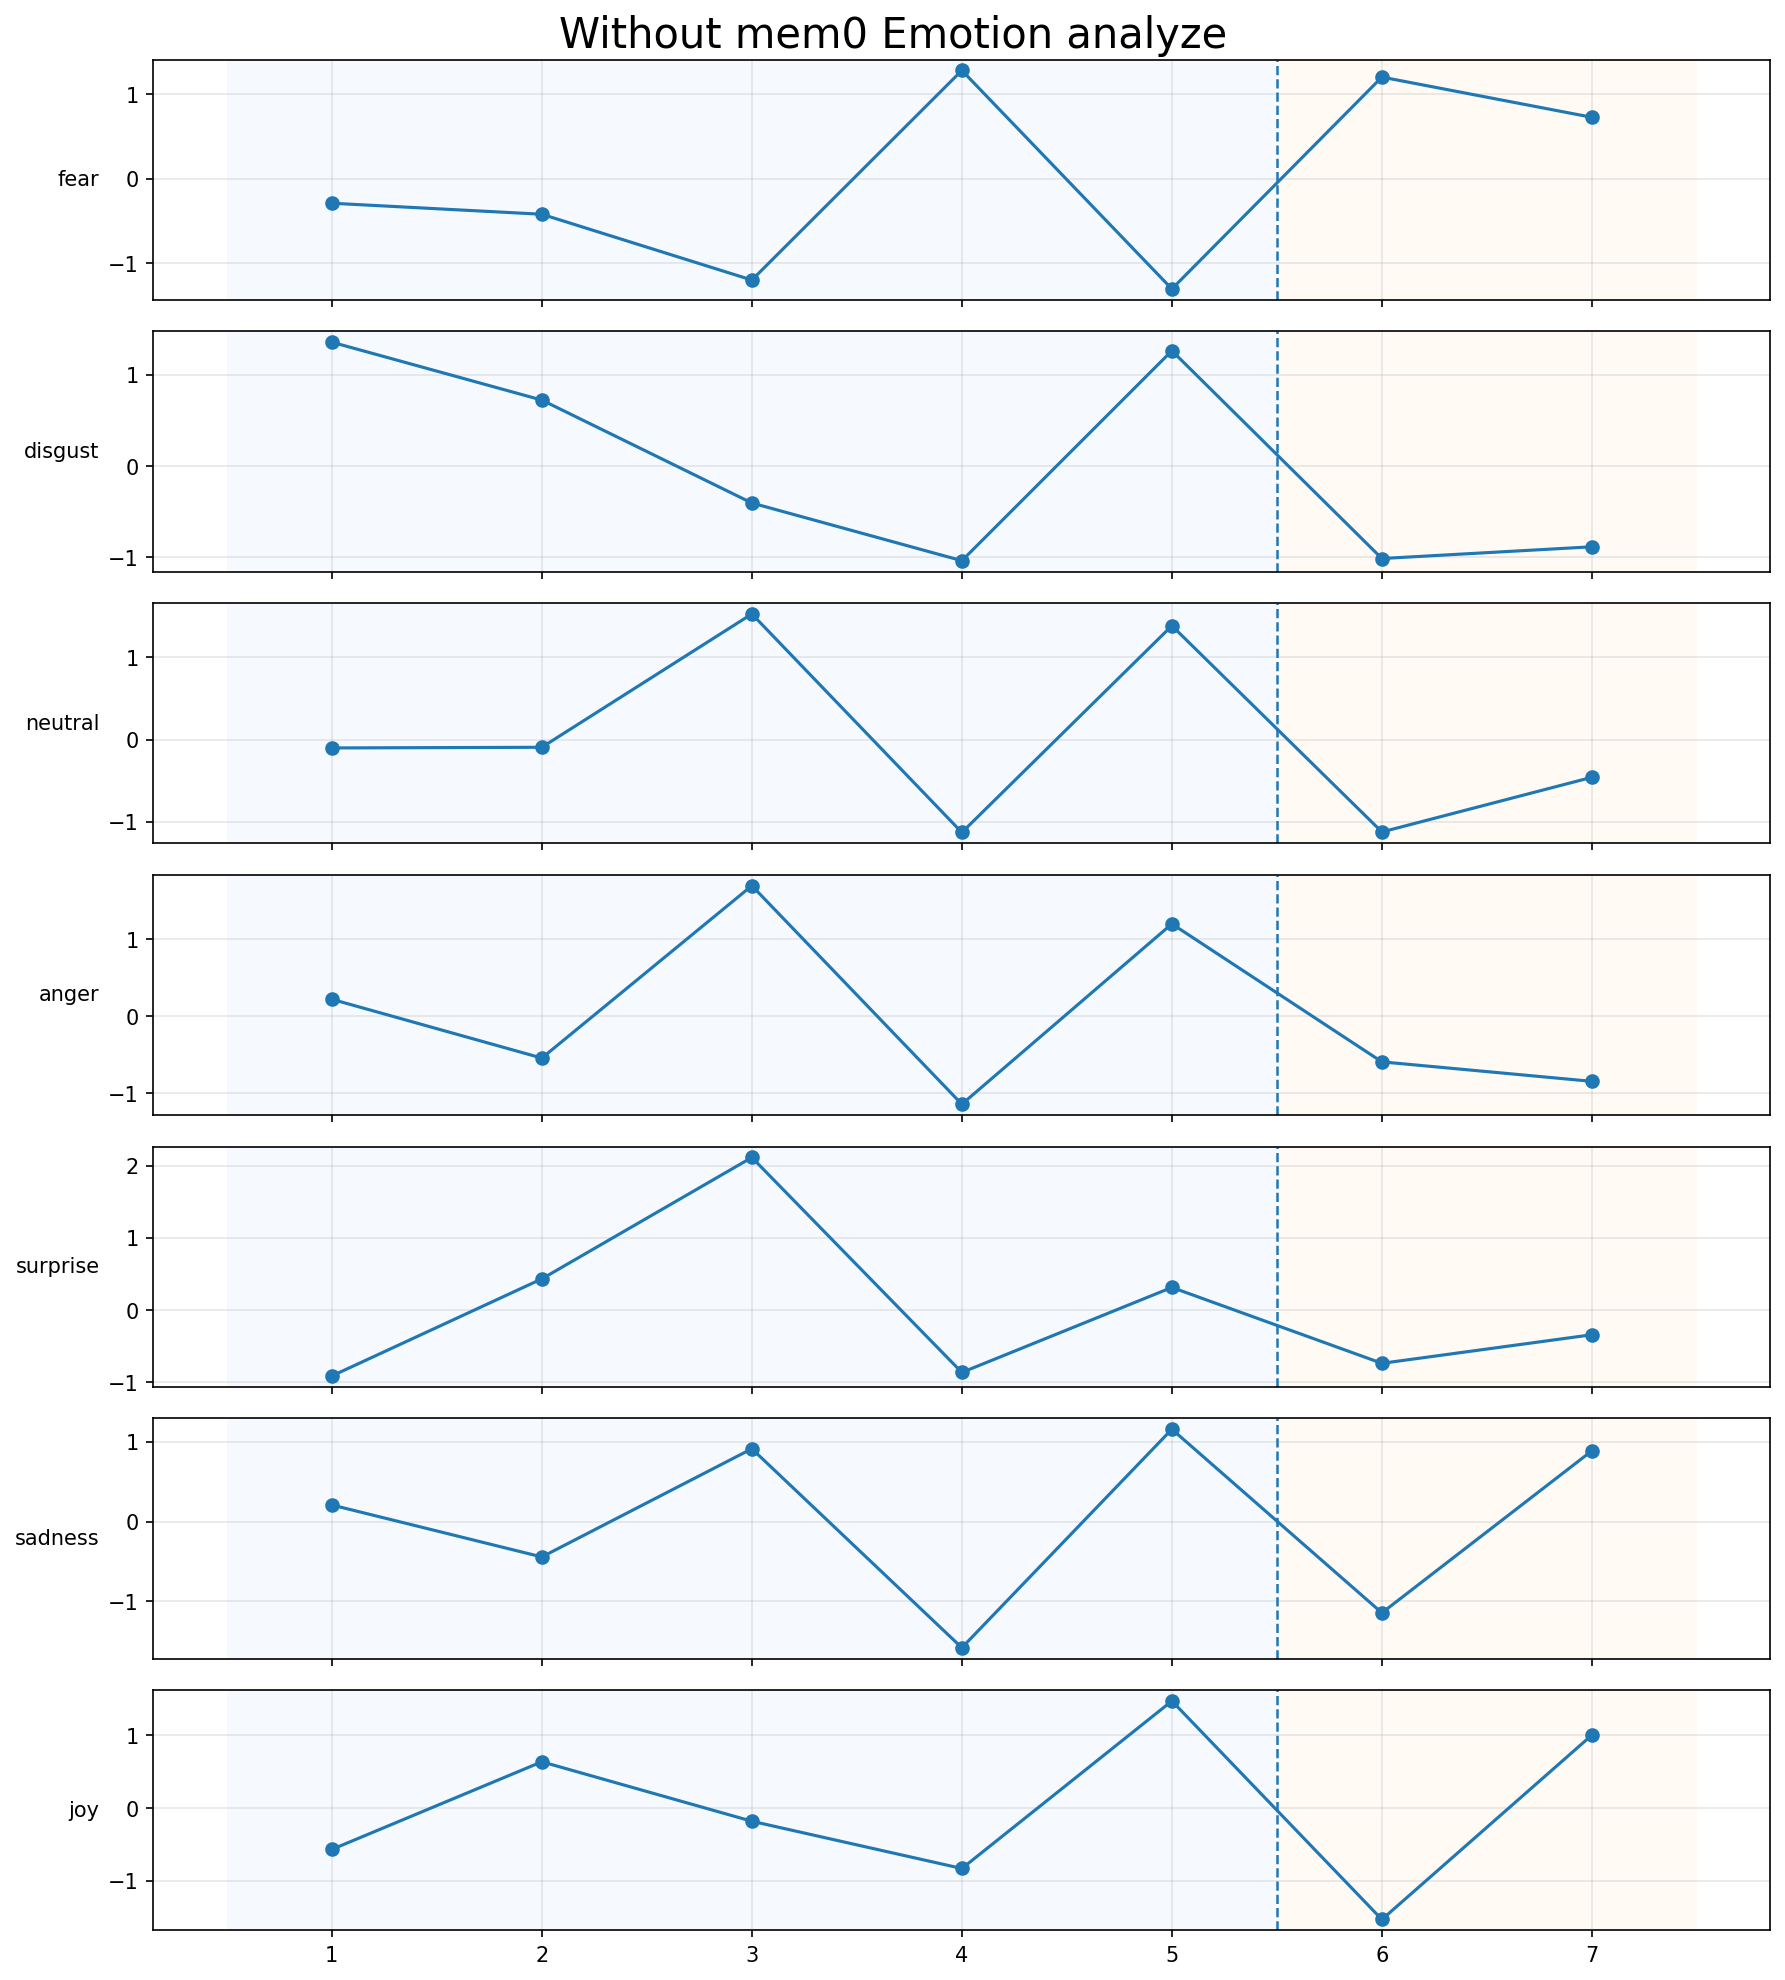 Without mem0 Emotion analyze
1
fear 0
−1
1
disgust 0
−1
1
neutral 0
−1
1
anger 0
−1
2
1
surprise
0
−1
1
0
sadness
−1
1
joy 0
−1
1 2 3 4 5 6 7